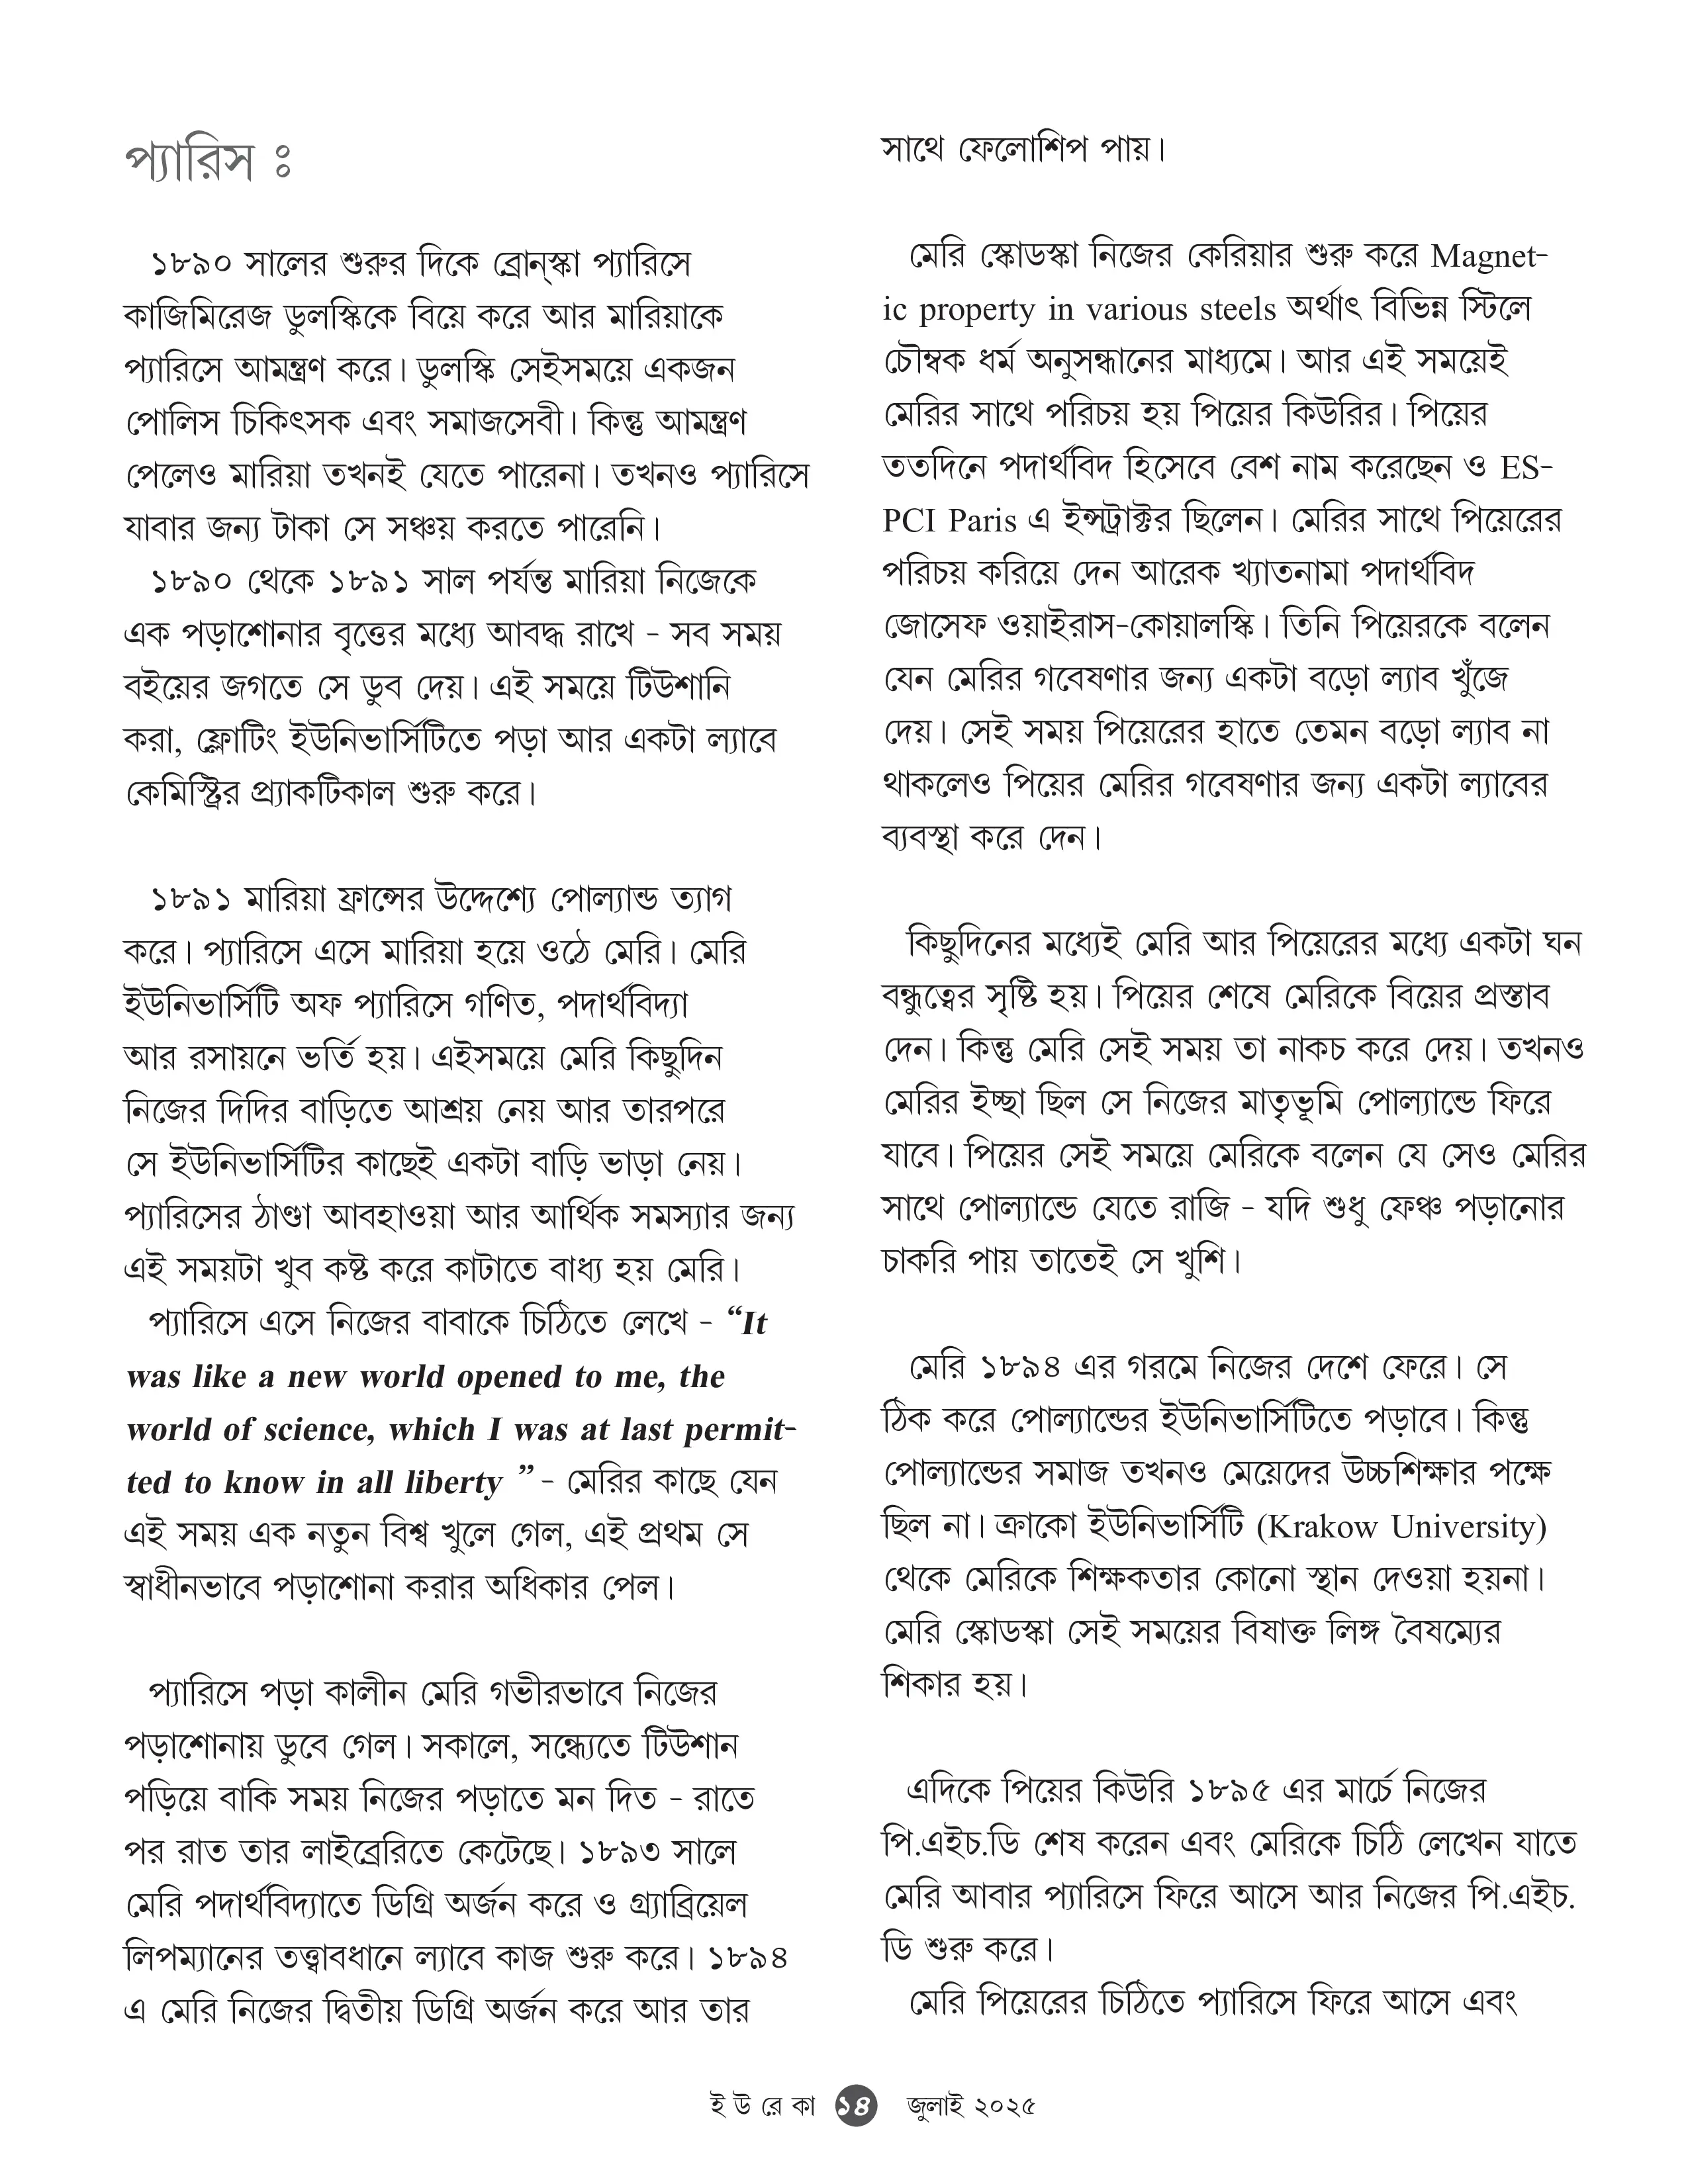 প্যারিস ঃ
১৮৯০ সালের শুরুর দিকে ব্রোন্স্কা প্যারিসে
কাজিমিরেজ ডুলস্কিকে বিয়ে করে আর মারিয়াকে
প্যারিসে আমন্ত্রণ করে। ডুলস্কি সেইসময়ে একজন
পোলিস চিকিৎসক এবং সমাজসেবী। কিন্তু আমন্ত্রণ
পেলেও মারিয়া তখনই যেতে পারেনা। তখনও প্যারিসে
যাবার জন্য টাকা সে সঞ্চয় করতে পারেনি।
১৮৯০ থেকে ১৮৯১ সাল পর্যন্ত মারিয়া নিজেকে
এক পড়াশোনার বৃত্তের মধ্যে আবদ্ধ রাখে - সব সময়
বইয়ের জগতে সে ডুব দেয়। এই সময়ে টিউশানি
করা, ফ্লোটিং ইউনিভার্সিটিতে পড়া আর একটা ল্যাবে
কেমিস্ট্রির প্র্যাকটিকাল শুরু করে।
১৮৯১ মারিয়া ফ্রান্সের উদ্দেশ্যে পোল্যান্ড ত্যাগ
করে। প্যারিসে এসে মারিয়া হয়ে ওঠে মেরি। মেরি
ইউনিভার্সিটি অফ প্যারিসে গণিত, পদার্থবিদ্যা
আর রসায়নে ভর্তি হয়। এইসময়ে মেরি কিছুদিন
নিজের দিদির বাড়িতে আশ্রয় নেয় আর তারপরে
সে ইউনিভার্সিটির কাছেই একটা বাড়ি ভাড়া নেয়।
প্যারিসের ঠাণ্ডা আবহাওয়া আর আর্থিক সমস্যার জন্য
এই সময়টা খুব কষ্ট করে কাটাতে বাধ্য হয় মেরি।
প্যারিসে এসে নিজের বাবাকে চিঠিতে লেখে - “It
was like a new world opened to me, the
world of science, which I was at last permit-
ted to know in all liberty ” - মেরির কাছে যেন
এই সময় এক নতুন বিশ্ব খুলে গেল, এই প্রথম সে
স্বাধীনভাবে পড়াশোনা করার অধিকার পেল।
প্যারিসে পড়া কালীন মেরি গভীরভাবে নিজের
পড়াশোনায় ডুবে গেল। সকালে, সন্ধ্যেতে টিউশান
পড়িয়ে বাকি সময় নিজের পড়াতে মন দিত - রাতে
পর রাত তার লাইব্রেরিতে কেটেছে। ১৮৯৩ সালে
মেরি পদার্থবিদ্যাতে ডিগ্রি অর্জন করে ও গ্র্যাব্রিয়েল
লিপম্যানের তত্ত্বাবধানে ল্যাবে কাজ শুরু করে। ১৮৯৪
এ মেরি নিজের দ্বিতীয় ডিগ্রি অর্জন করে আর তার
সাথে ফেলোশিপ পায়।
মেরি স্কোডস্কা নিজের কেরিয়ার শুরু করে Magnet-
ic property in various steels অর্থাৎ বিভিন্ন স্টিলে
চৌম্বক ধর্ম অনুসন্ধানের মাধ্যমে। আর এই সময়েই
মেরির সাথে পরিচয় হয় পিয়ের কিউরির। পিয়ের
ততদিনে পদার্থবিদ হিসেবে বেশ নাম করেছেন ও ES-
PCI Paris এ ইন্সট্রাক্টর ছিলেন। মেরির সাথে পিয়েরের
পরিচয় করিয়ে দেন আরেক খ্যাতনামা পদার্থবিদ
জোসেফ ওয়াইরাস-কোয়ালস্কি। তিনি পিয়েরকে বলেন
যেন মেরির গবেষণার জন্য একটা বড়ো ল্যাব খুঁজে
দেয়। সেই সময় পিয়েরের হাতে তেমন বড়ো ল্যাব না
থাকলেও পিয়ের মেরির গবেষণার জন্য একটা ল্যাবের
ব্যবস্থা করে দেন।
কিছুদিনের মধ্যেই মেরি আর পিয়েরের মধ্যে একটা ঘন
বন্ধুত্বের সৃষ্টি হয়। পিয়ের শেষে মেরিকে বিয়ের প্রস্তাব
দেন। কিন্তু মেরি সেই সময় তা নাকচ করে দেয়। তখনও
মেরির ইচ্ছা ছিল সে নিজের মাতৃভূমি পোল্যান্ডে ফিরে
যাবে। পিয়ের সেই সময়ে মেরিকে বলেন যে সেও মেরির
সাথে পোল্যান্ডে যেতে রাজি - যদি শুধু ফেঞ্চ পড়ানোর
চাকরি পায় তাতেই সে খুশি।
মেরি ১৮৯৪ এর গরমে নিজের দেশে ফেরে। সে
ঠিক করে পোল্যান্ডের ইউনিভার্সিটিতে পড়াবে। কিন্তু
পোল্যান্ডের সমাজ তখনও মেয়েদের উচ্চশিক্ষার পক্ষে
ছিল না। ক্রাকো ইউনিভার্সিটি (Krakow University)
থেকে মেরিকে শিক্ষকতার কোনো স্থান দেওয়া হয়না।
মেরি স্কোডস্কা সেই সময়ের বিষাক্ত লিঙ্গ বৈষম্যের
শিকার হয়।
এদিকে পিয়ের কিউরি ১৮৯৫ এর মার্চে নিজের
পি.এইচ.ডি শেষ করেন এবং মেরিকে চিঠি লেখেন যাতে
মেরি আবার প্যারিসে ফিরে আসে আর নিজের পি.এইচ.
ডি শুরু করে।
মেরি পিয়েরের চিঠিতে প্যারিসে ফিরে আসে এবং
ই উ রে কা ১৪ জুলাই ২০২৫